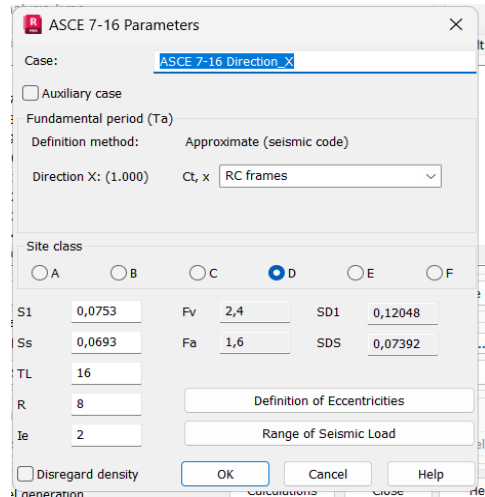 ASCE 7-16 Parameters
Case: ASCE 7-16 Direction_X
Auxiliary case
Fundamental period (Ta)
Definition method: Approximate (seismic code)
Direction X: (1.000) Ct, x RC frames
Site class
A B C D E F
S1 0,0753 Fv 2,4 SD1 0,12048
Ss 0,0693 Fa 1,6 SDS 0,07392
TL 16
R 8 Definition of Eccentricities
Ie 2 Range of Seismic Load
Disregard density OK Cancel Help